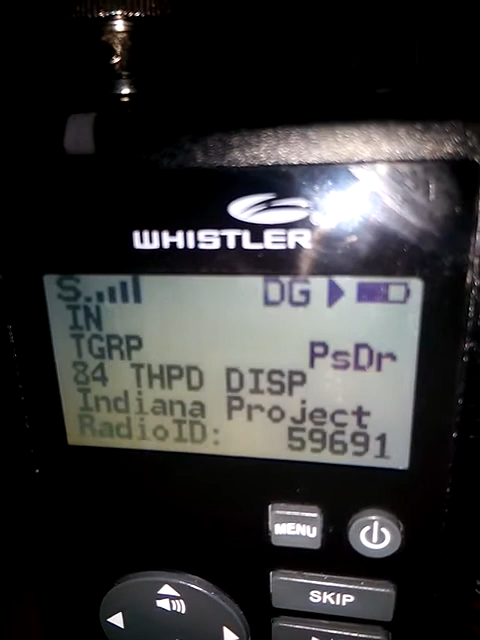 WHISTLER
S DG
IN
TGRP PsDr
84 THPD DISP
Indiana Project
RadioID: 59691
MENU
SKIP